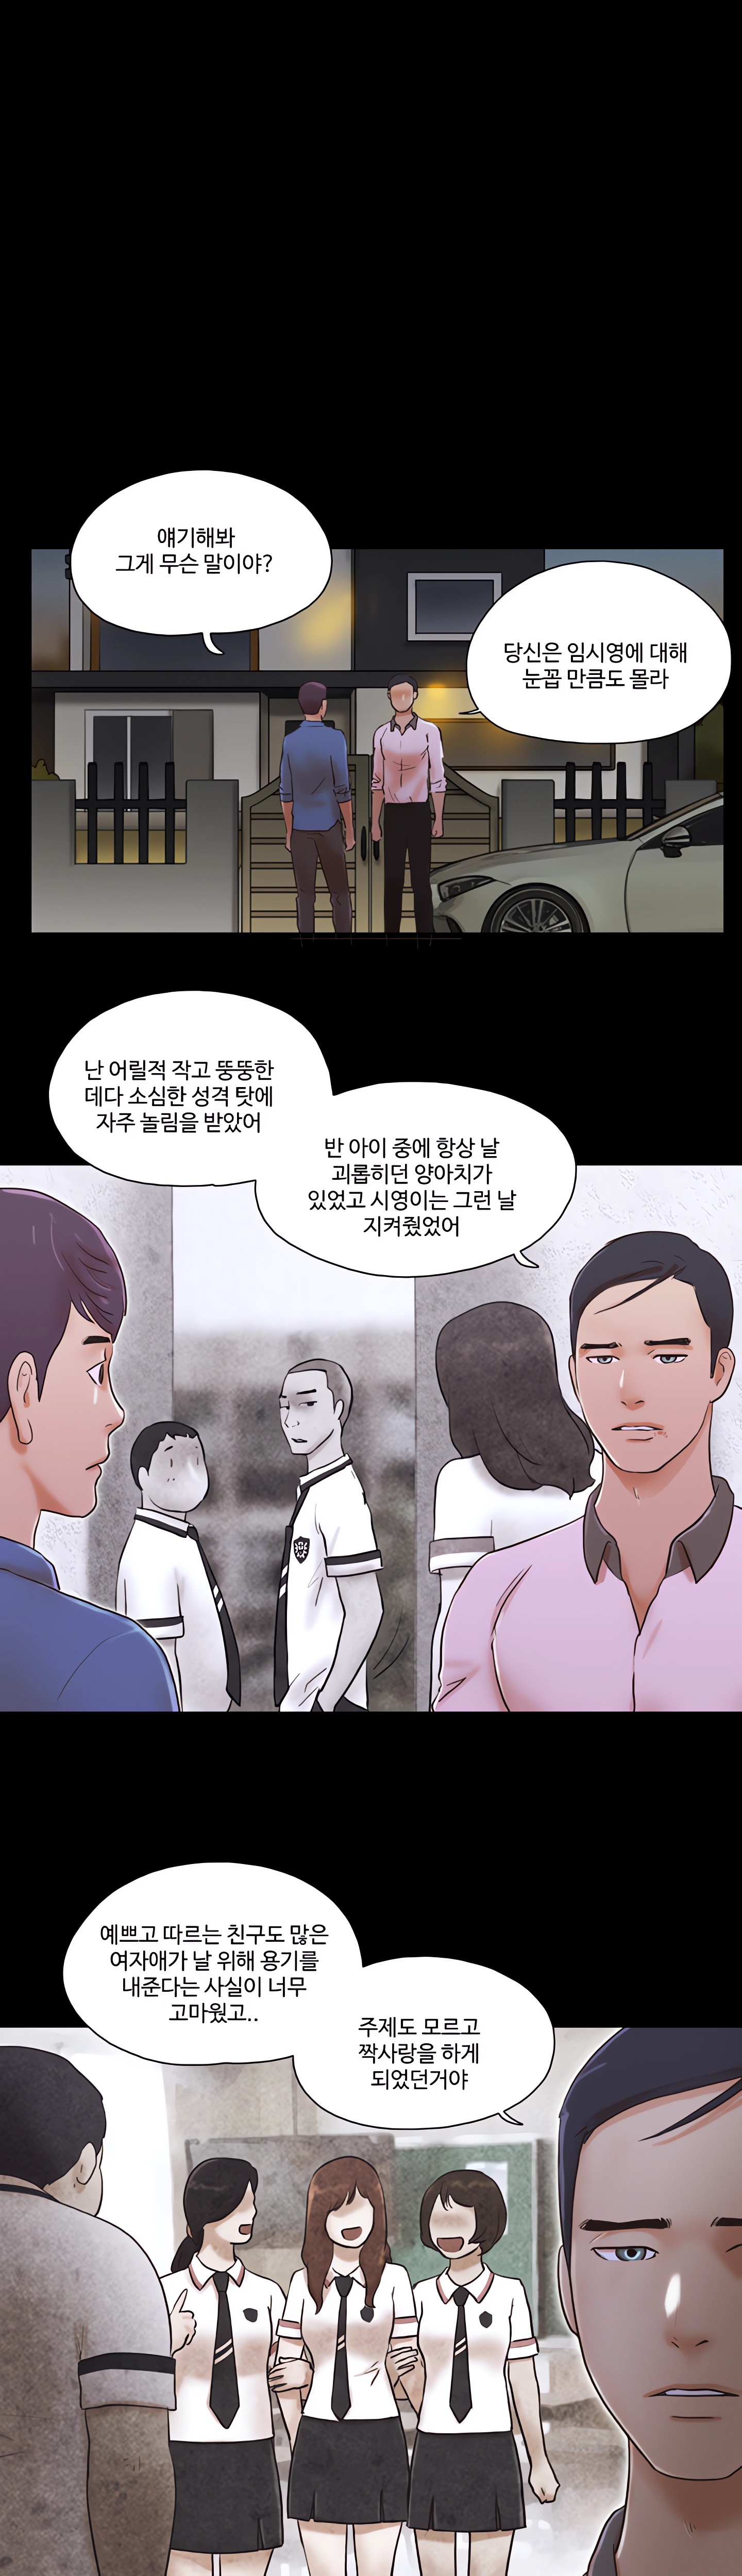 얘기해봐
그게 무슨 말이야?
당신은 임시영에 대해
눈꼽 만큼도 몰라
난 어릴적 작고 뚱뚱한
데다 소심한 성격 탓에
자주 놀림을 받았어
반 아이 중에 항상 날
괴롭히던 양아치가
있었고 시영이는 그런 날
지켜줬었어
예쁘고 따르는 친구도 많은
여자애가 날 위해 용기를
내준다는 사실이 너무
고마웠고..
주제도 모르고
짝사랑을 하게
되었던거야